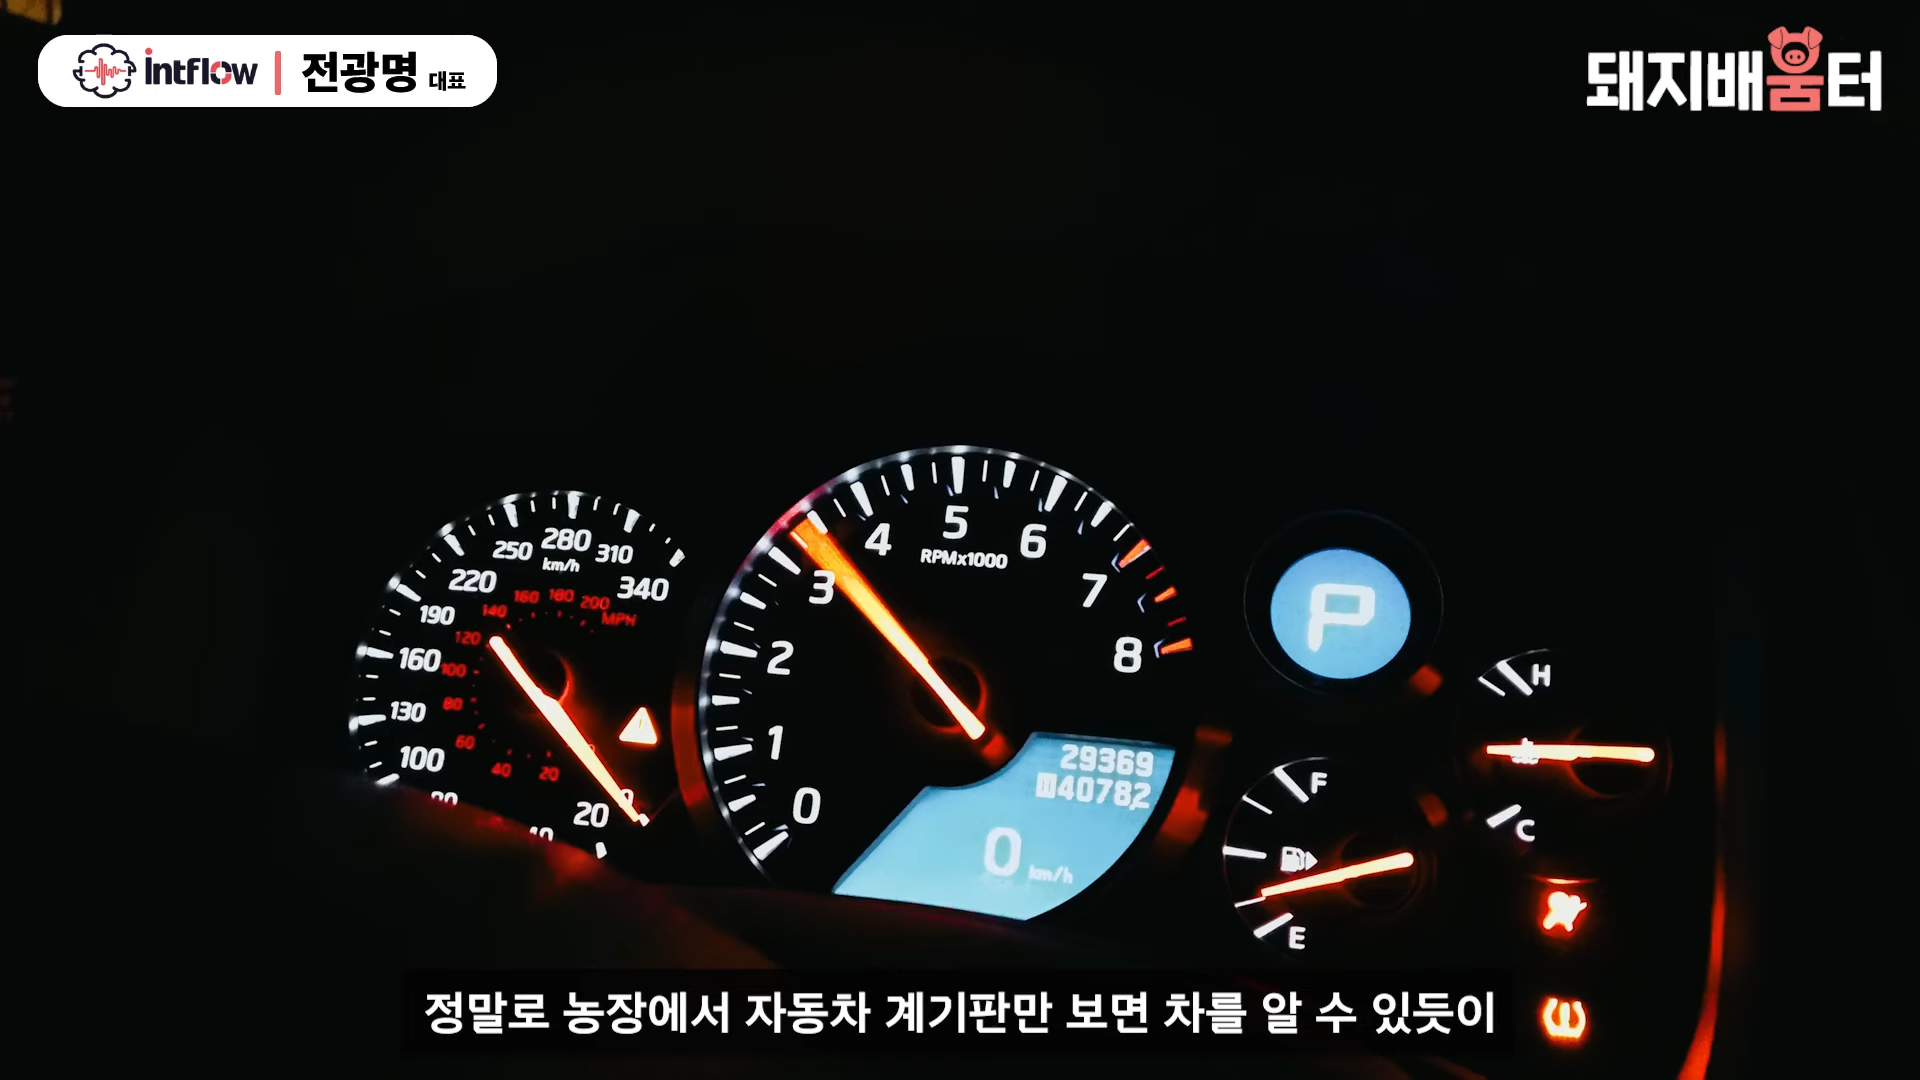 intflow 전광명 대표
돼지배움터
250 280 310
km/h
220 340
190
160
130
100
80
40
20
0
140 160 180 200
MPH
120
100
80
60
40 20
0 1 2 3 4 5 6 7 8
RPMx1000
29369
40782
0 km/h
P
H
C
F
E
정말로 농장에서 자동차 계기판만 보면 차를 알 수 있듯이